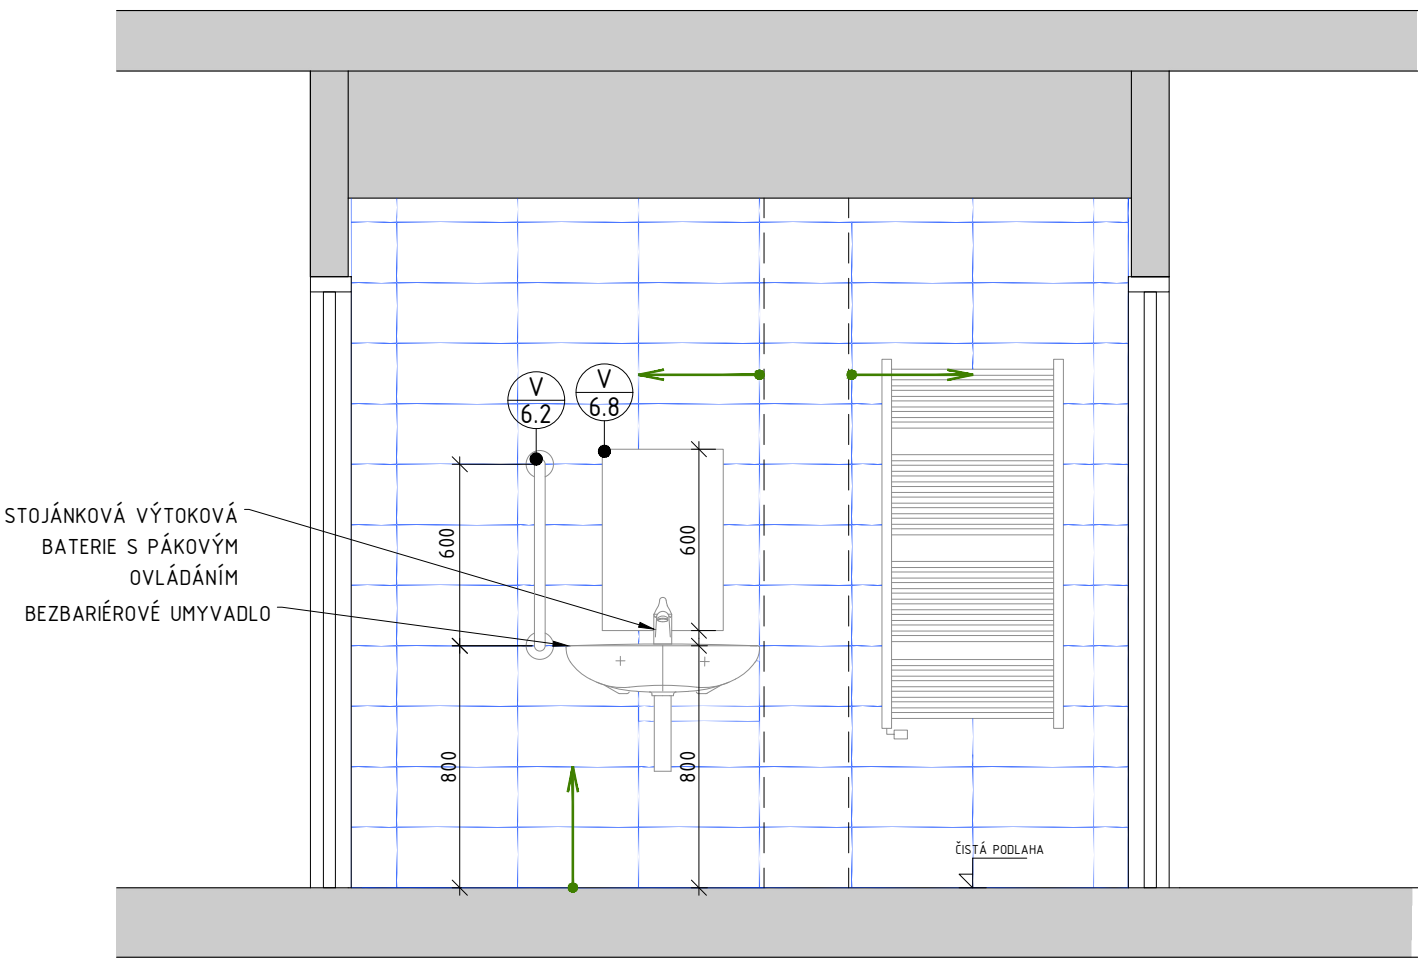 V
6.2
V
6.8
STOJÁNKOVÁ VÝTOKOVÁ
BATERIE S PÁKOVÝM
OVLÁDÁNÍM
BEZBARIÉROVÉ UMYVADLO
600
600
800
800
ČISTÁ PODLAHA